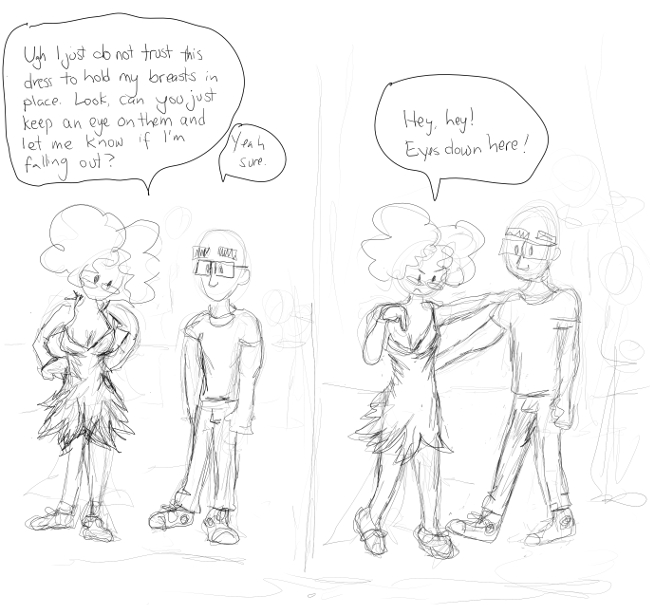 Ugh I just do not trust this
dress to hold my breasts in
place. Look, can you just
keep an eye on them and
let me know if I'm
falling out?
Yeah
sure.
Hey, hey!
Eyes down here!